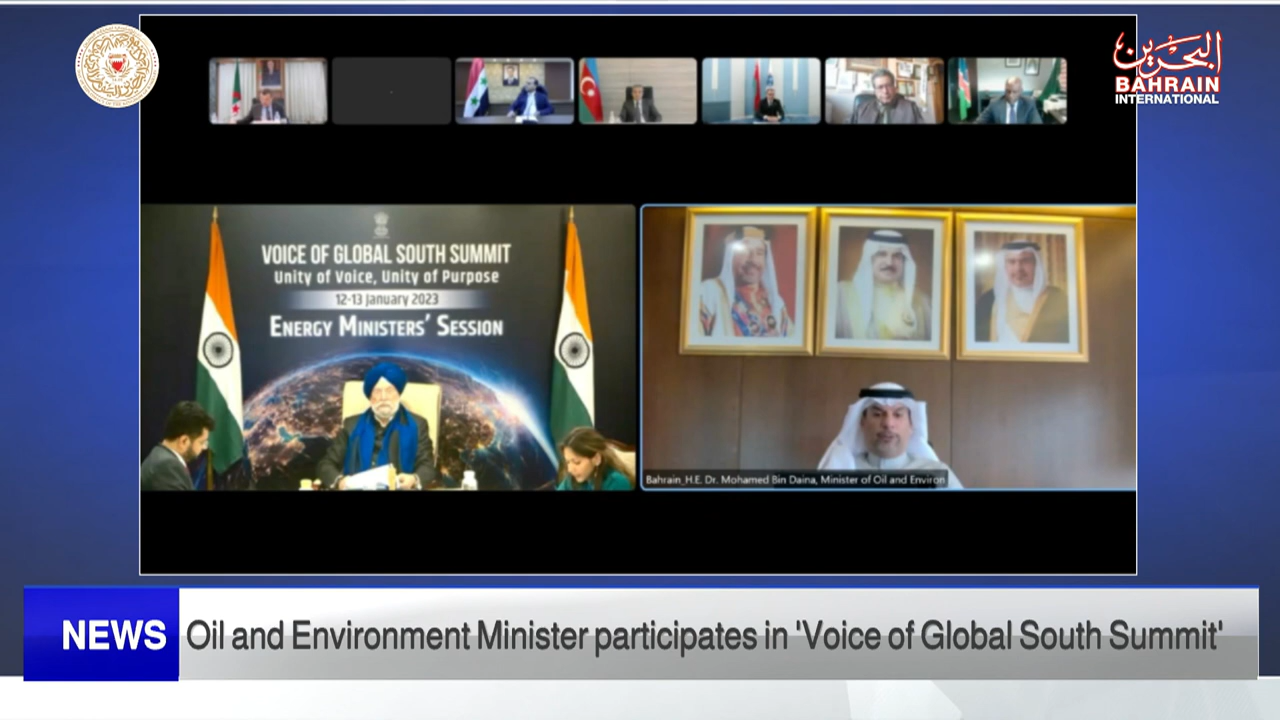 البحرين
BAHRAIN
INTERNATIONAL
VOICE OF GLOBAL SOUTH SUMMIT
Unity of Voice, Unity of Purpose
12-13 January 2023
ENERGY MINISTERS' SESSION
Bahrain_H.E. Dr. Mohamed Bin Daina, Minister of Oil and Environ
NEWS
Oil and Environment Minister participates in 'Voice of Global South Summit'